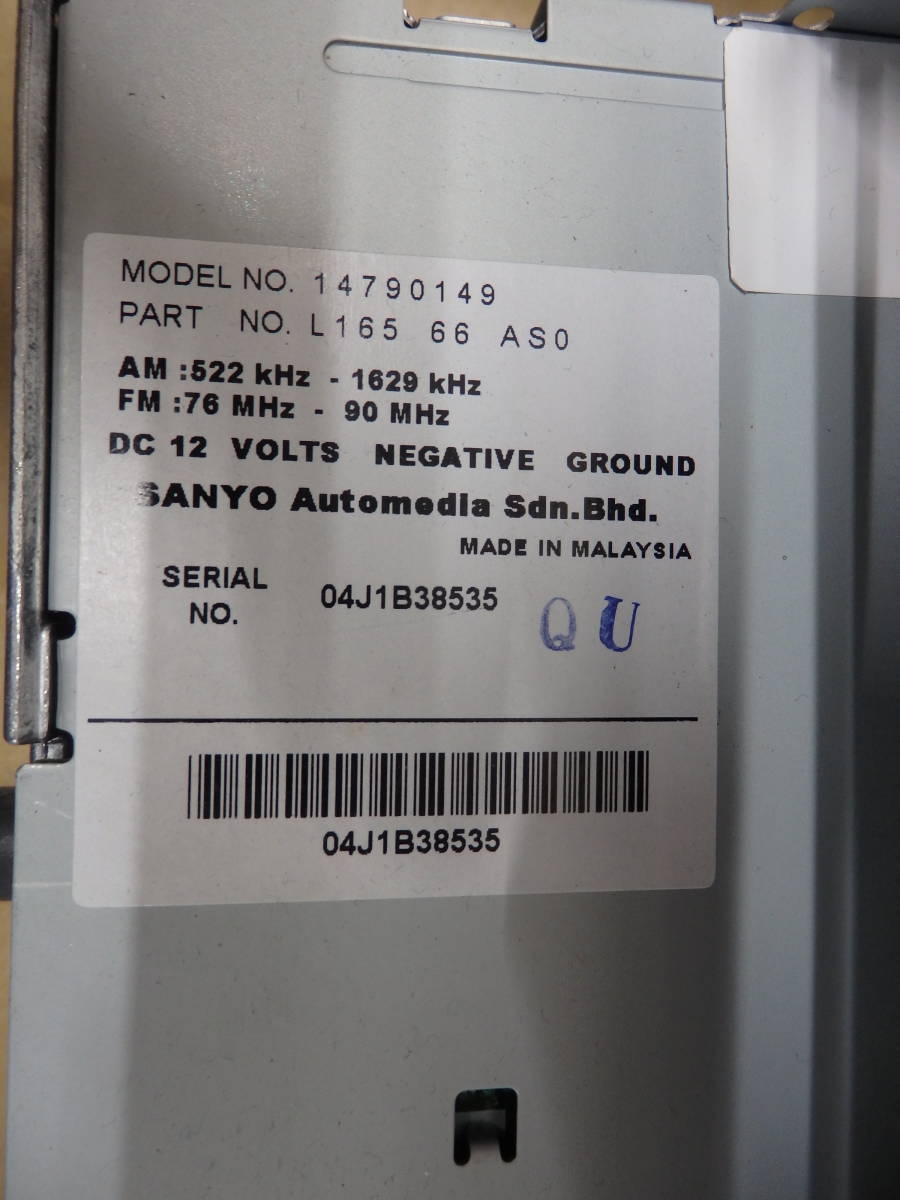 MODEL NO. 14790149
PART NO. L165 66 AS0
AM :522 kHz - 1629 kHz
FM :76 MHz - 90 MHz
DC 12 VOLTS NEGATIVE GROUND
SANYO Automedia Sdn.Bhd.
MADE IN MALAYSIA
SERIAL NO. 04J1B38535
Q U
04J1B38535